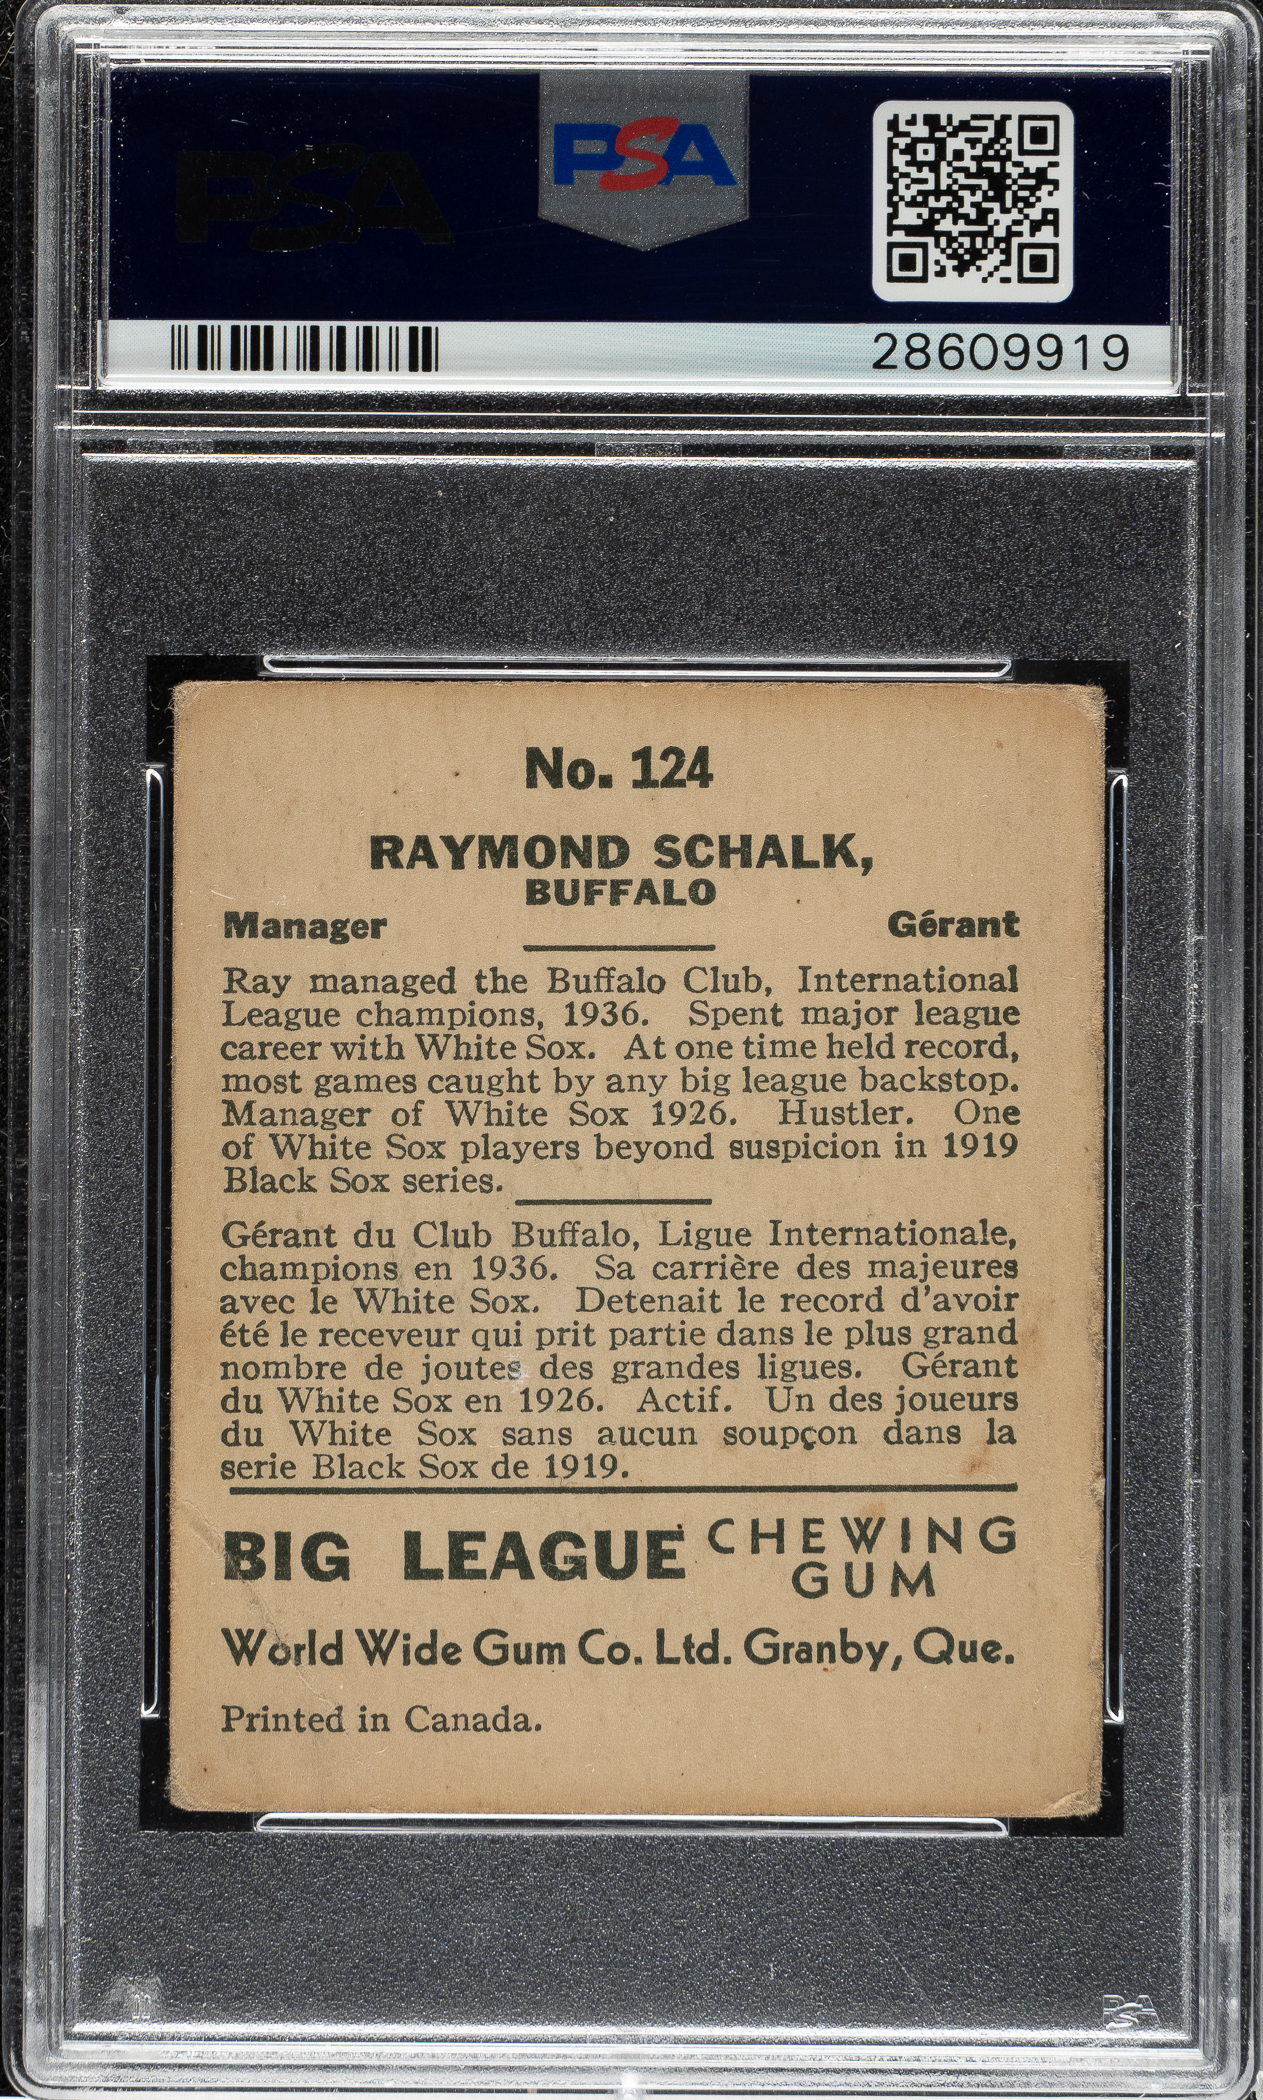 PSA
PSA
28609919
No. 124
RAYMOND SCHALK,
BUFFALO
Manager Gérant
Ray managed the Buffalo Club, International
League champions, 1936. Spent major league
career with White Sox. At one time held record,
most games caught by any big league backstop.
Manager of White Sox 1926. Hustler. One
of White Sox players beyond suspicion in 1919
Black Sox series.
Gérant du Club Buffalo, Ligue Internationale,
champions en 1936. Sa carrière des majeures
avec le White Sox. Detenait le record d'avoir
été le receveur qui prit partie dans le plus grand
nombre de joutes des grandes ligues. Gérant
du White Sox en 1926. Actif. Un des joueurs
du White Sox sans aucun soupçon dans la
serie Black Sox de 1919.
BIG LEAGUE CHEWING
GUM
World Wide Gum Co. Ltd. Granby, Que.
Printed in Canada.
PSA